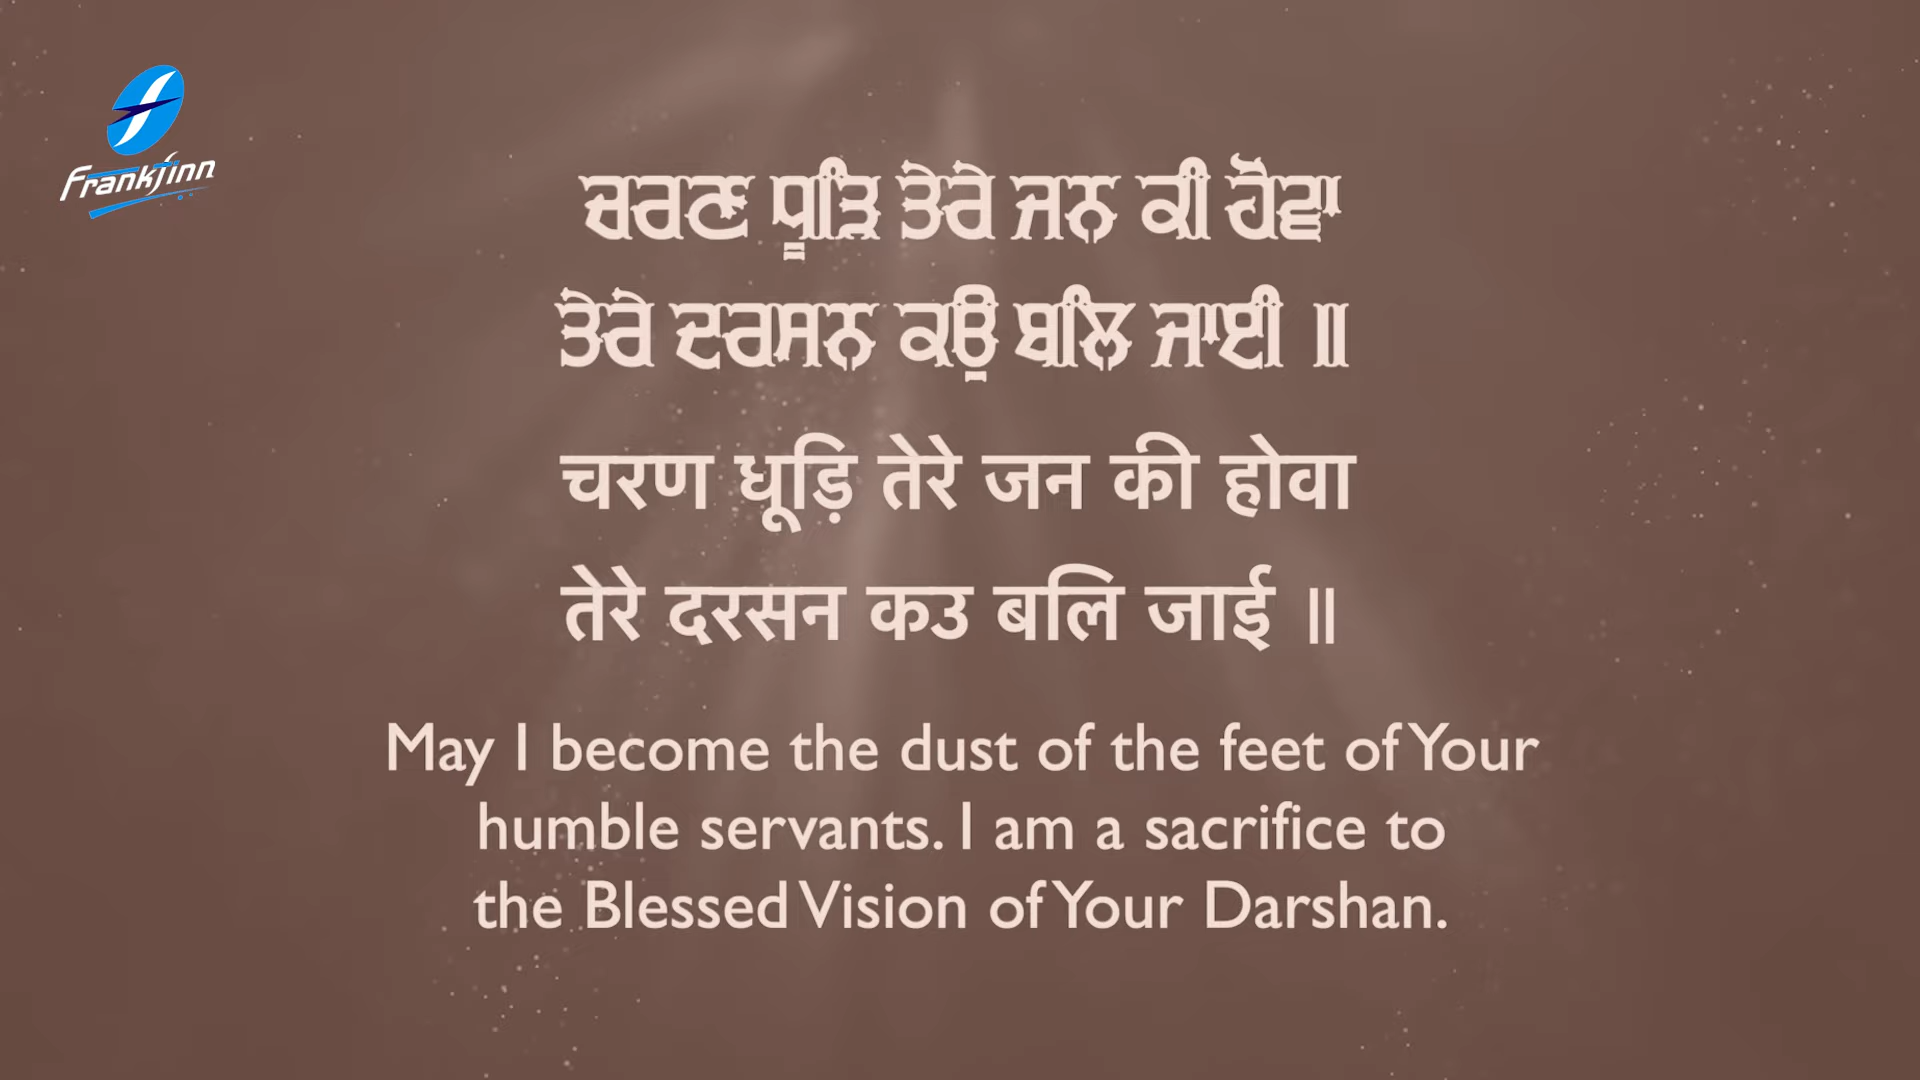 Frankfinn
ਚਰਣ ਧੂੜਿ ਤੇਰੇ ਜਨ ਕੀ ਹੋਵਾ
ਤੇਰੇ ਦਰਸਨ ਕਉ ਬਲਿ ਜਾਈ ॥
चरण धूड़ि तेरे जन की होवा
तेरे दरसन कउ बलि जाई ॥
May I become the dust of the feet of Your
humble servants. I am a sacrifice to
the Blessed Vision of Your Darshan.